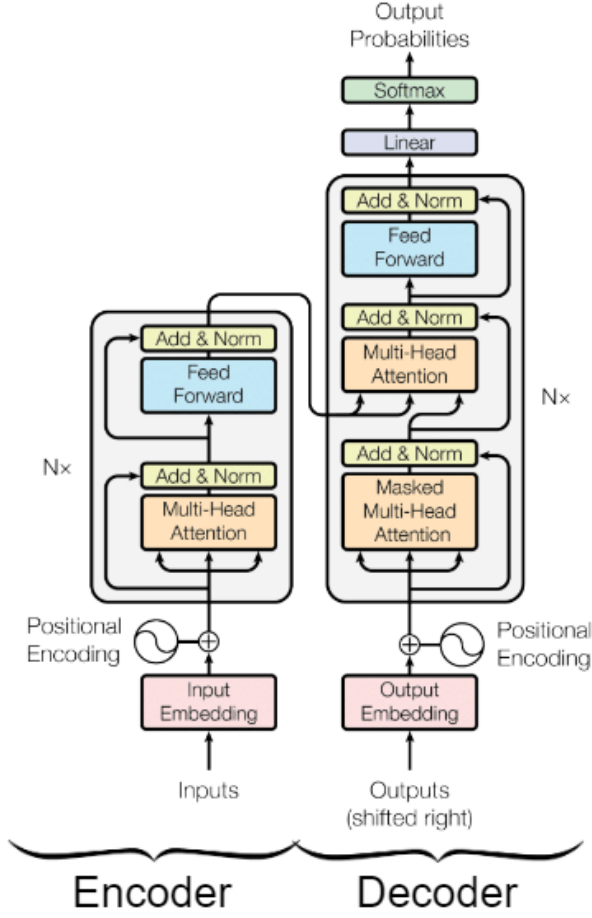 Output
Probabilities
Softmax
Linear
Add & Norm
Feed
Forward
Add & Norm
Multi-Head
Attention
Add & Norm
Masked
Multi-Head
Attention
N×
Add & Norm
Feed
Forward
Add & Norm
Multi-Head
Attention
N×
Positional
Encoding
Positional
Encoding
Input
Embedding
Output
Embedding
Inputs
Outputs
(shifted right)
Encoder
Decoder